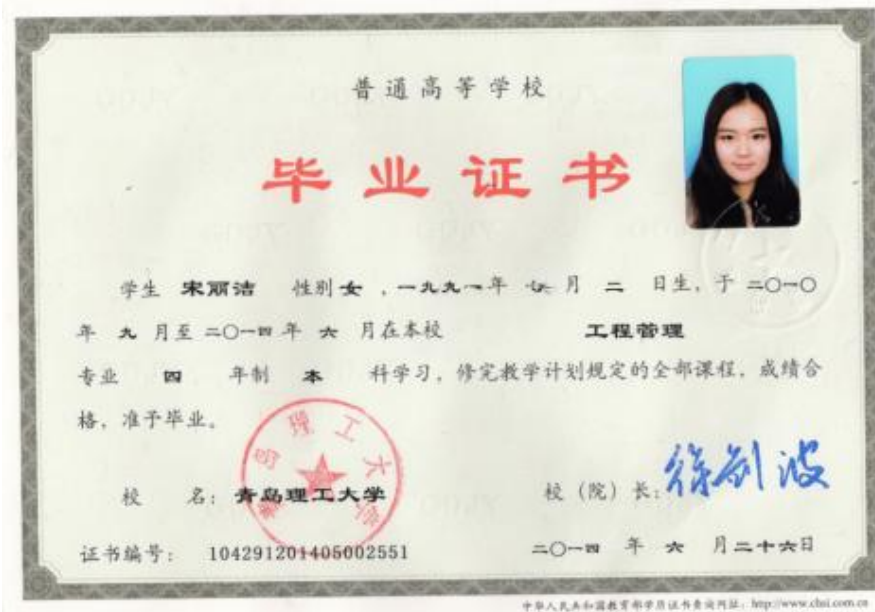 普通高等学校
毕业证书
学生 宋丽洁 性别 女 ，一九九一年 月 二 日生，于 二〇一〇
年 九 月至 二〇一四 年 六 月在本校 工程管理
专业 四 年制 本 科学习，修完教学计划规定的全部课程，成绩合
格，准予毕业。
校 名：青岛理工大学
校（院）长：徐剑波
证书编号： 104291201405002551
二〇一四 年 六 月二十六日
中华人民共和国教育部学历证书查询网址：http://www.chsi.com.cn